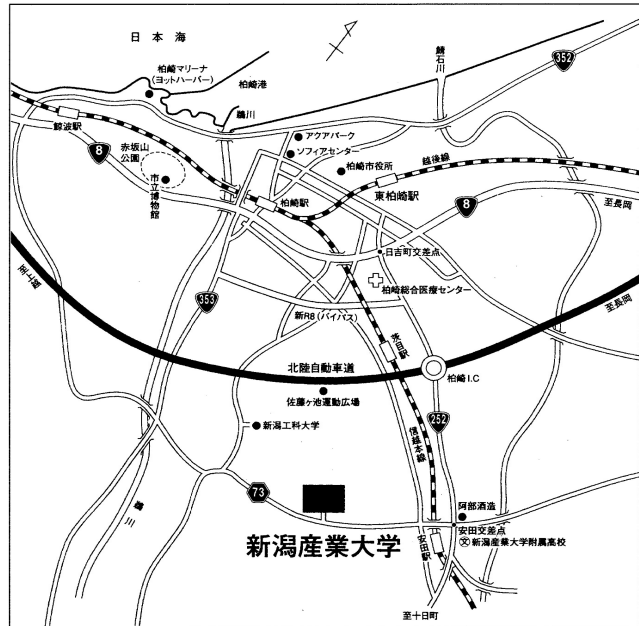 日本海
柏崎マリーナ
(ヨットハーバー)
柏崎港
鵜川
鯖石川
352
アクアパーク
ソフィアセンター
鯨波駅
8
赤坂山
公園
市立博物館
柏崎市役所
越後線
東柏崎駅
柏崎駅
8
至長岡
日吉町交差点
柏崎総合医療センター
至上越
353
新R8(バイパス)
茨目駅
至長岡
北陸自動車道
柏崎I.C
佐藤ヶ池運動広場
252
新潟工科大学
信越本線
73
鵜川
阿部酒造
安田交差点
文
新潟産業大学附属高校
新潟産業大学
安田駅
至十日町